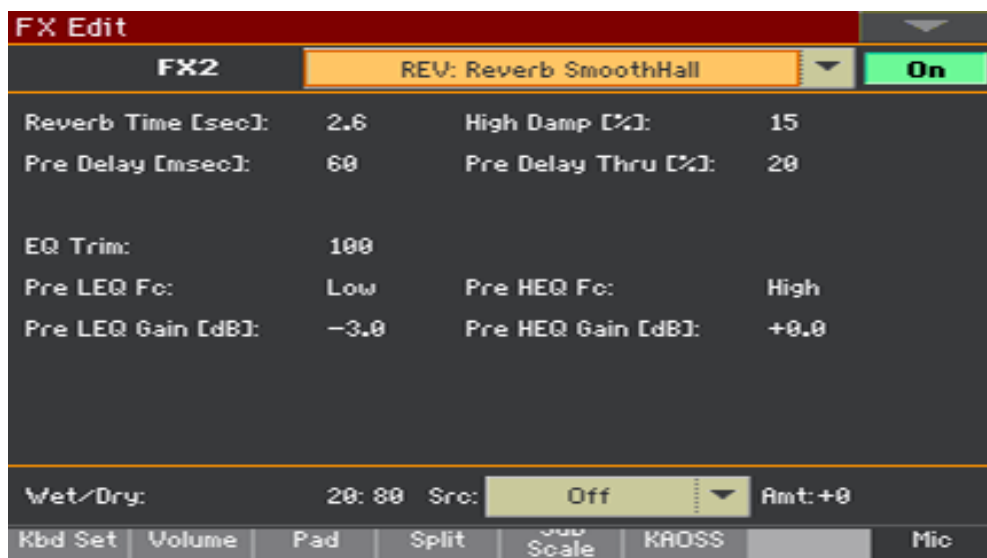 FX Edit
FX2 REV: Reverb SmoothHall On
Reverb Time [sec]: 2.6 High Damp [%]: 15
Pre Delay [msec]: 60 Pre Delay Thru [%]: 20
EQ Trim: 100
Pre LEQ Fc: Low Pre HEQ Fc: High
Pre LEQ Gain [dB]: -3.0 Pre HEQ Gain [dB]: +0.0
Wet/Dry: 20:80 Src: Off Amt:+0
Kbd Set Volume Pad Split Scale KAOSS Mic